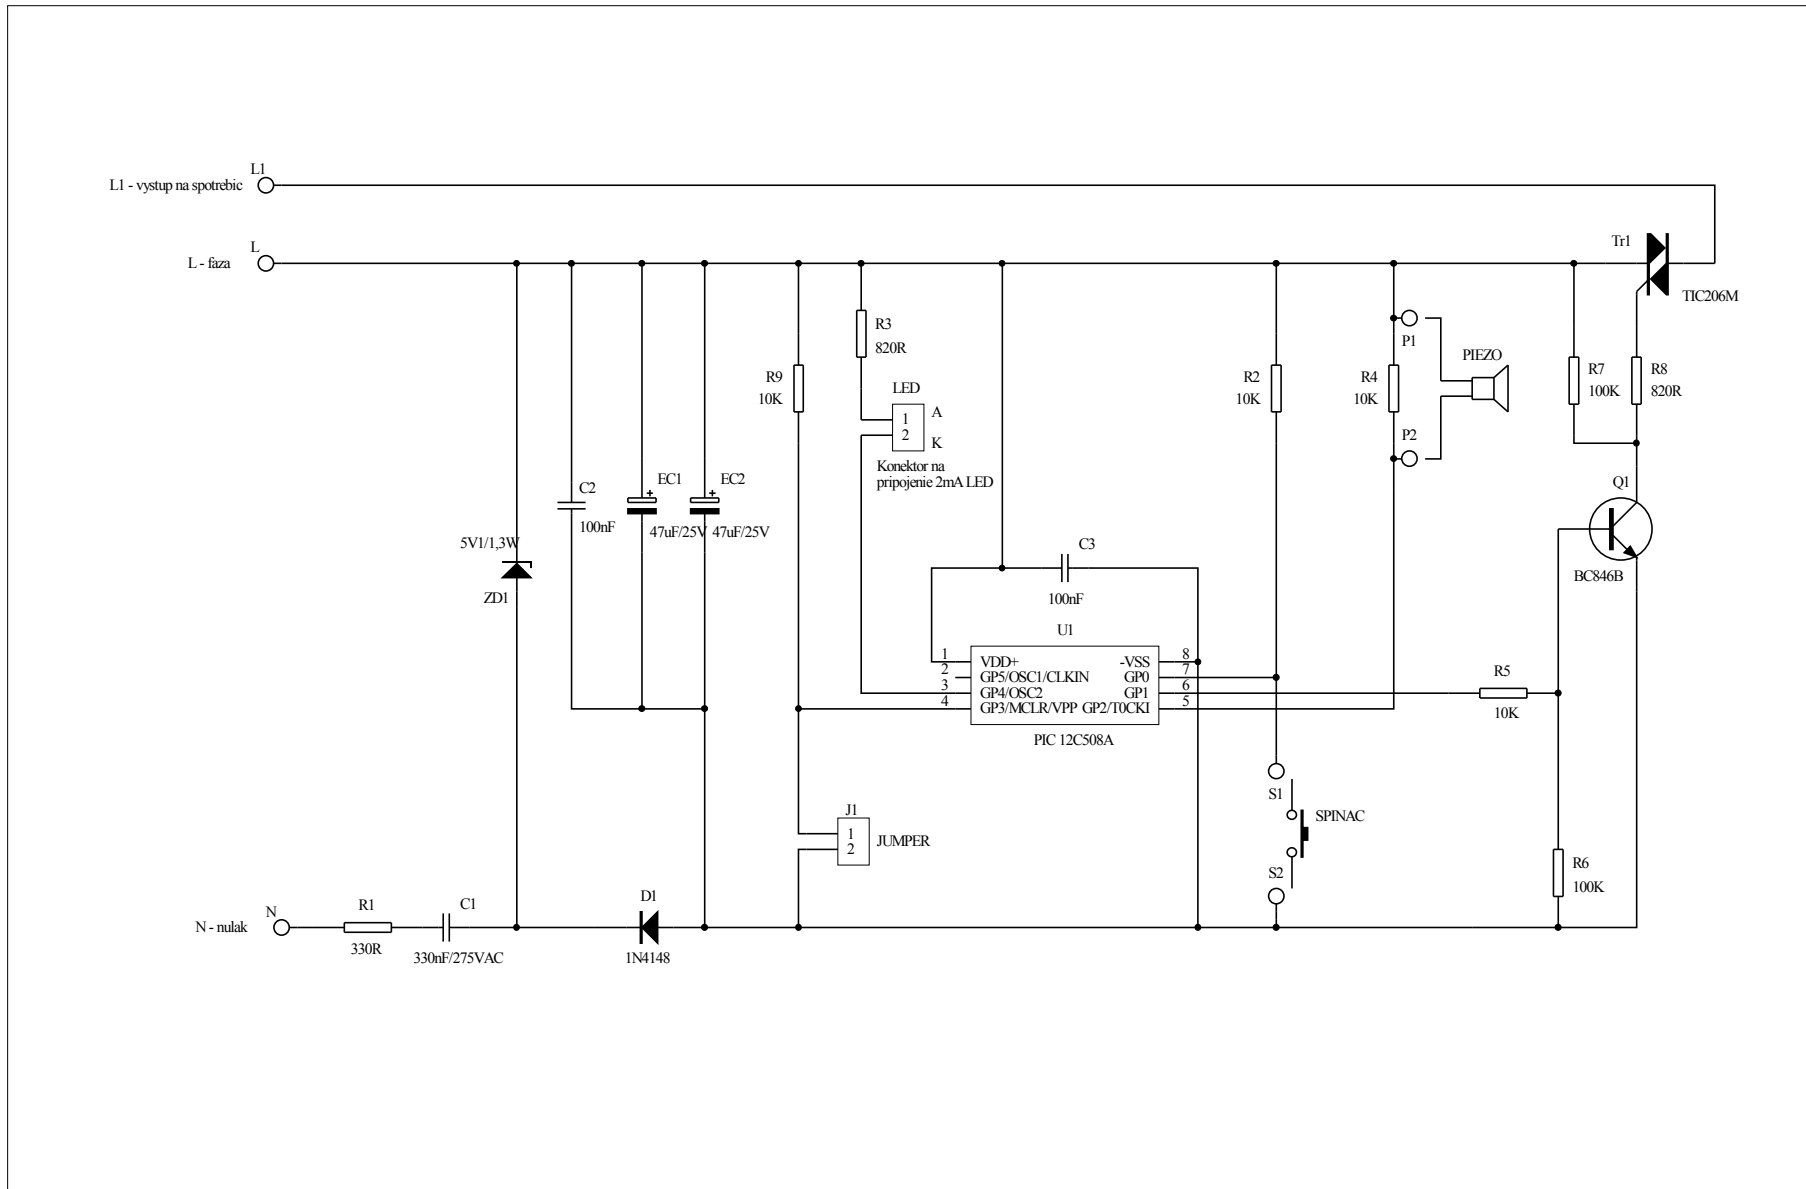 L1
L1 - vystup na spotrebic
L
L - faza
Tr1
TIC206M
R3
820R
P1
PIEZO
R9
10K
LED
1
2
A
K
Konektor na
pripojenie 2mA LED
R2
10K
R4
10K
P2
R7
100K
R8
820R
C2
100nF
EC1
+
47uF/25V
EC2
+
47uF/25V
Q1
BC846B
5V1/1,3W
ZD1
C3
100nF
U1
1 VDD+ -VSS 8
2 GP5/OSC1/CLKIN GP0 7
3 GP4/OSC2 GP1 6
4 GP3/MCLR/VPP GP2/T0CKI 5
PIC 12C508A
R5
10K
S1
SPINAC
S2
J1
1
2
JUMPER
R6
100K
N
N - nulak
R1
330R
C1
330nF/275VAC
D1
1N4148